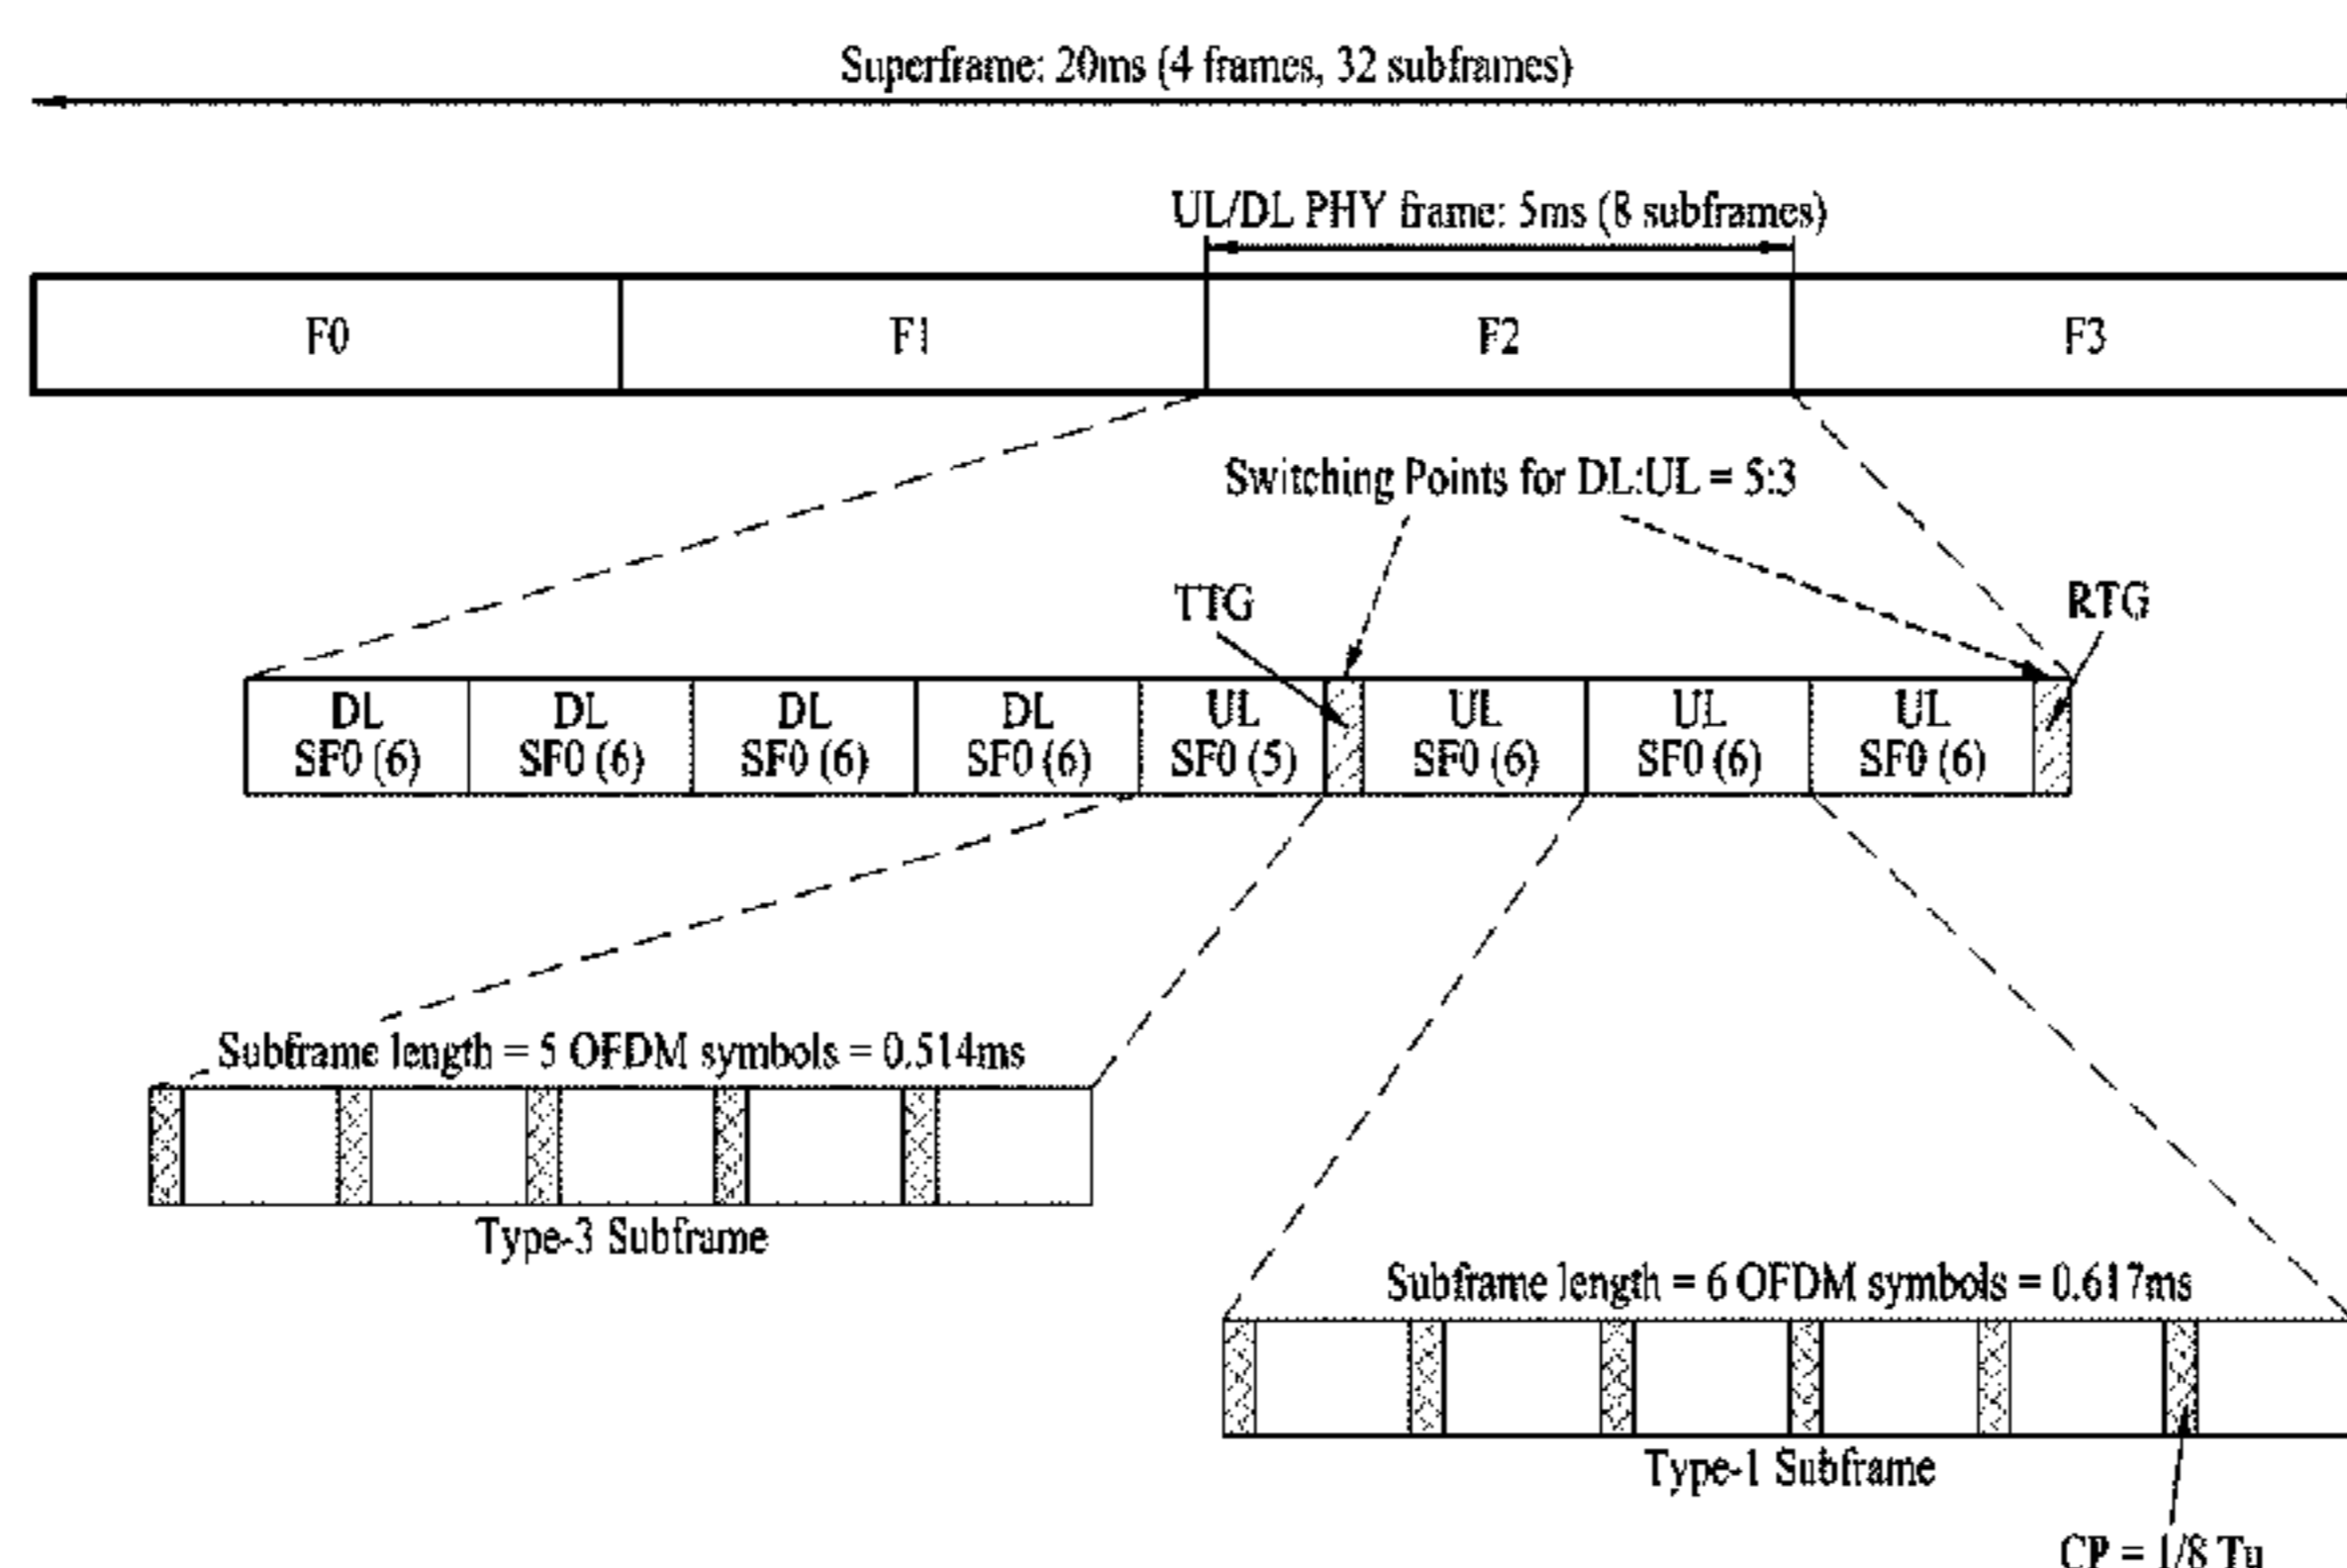 Superframe: 20ms (4 frames, 32 subframes)
UL/DL PHY frame: 5ms (8 subframes)
F0 F1 F2 F3
Switching Points for DL:UL = 5:3
TTG RTG
DL DL DL DL UL UL UL UL
SF0 (6) SF0 (6) SF0 (6) SF0 (6) SF0 (5) SF0 (6) SF0 (6) SF0 (6)
Subframe length = 5 OFDM symbols = 0.514ms
Type-3 Subframe
Subframe length = 6 OFDM symbols = 0.617ms
Type-1 Subframe
CP = 1/8 Tu